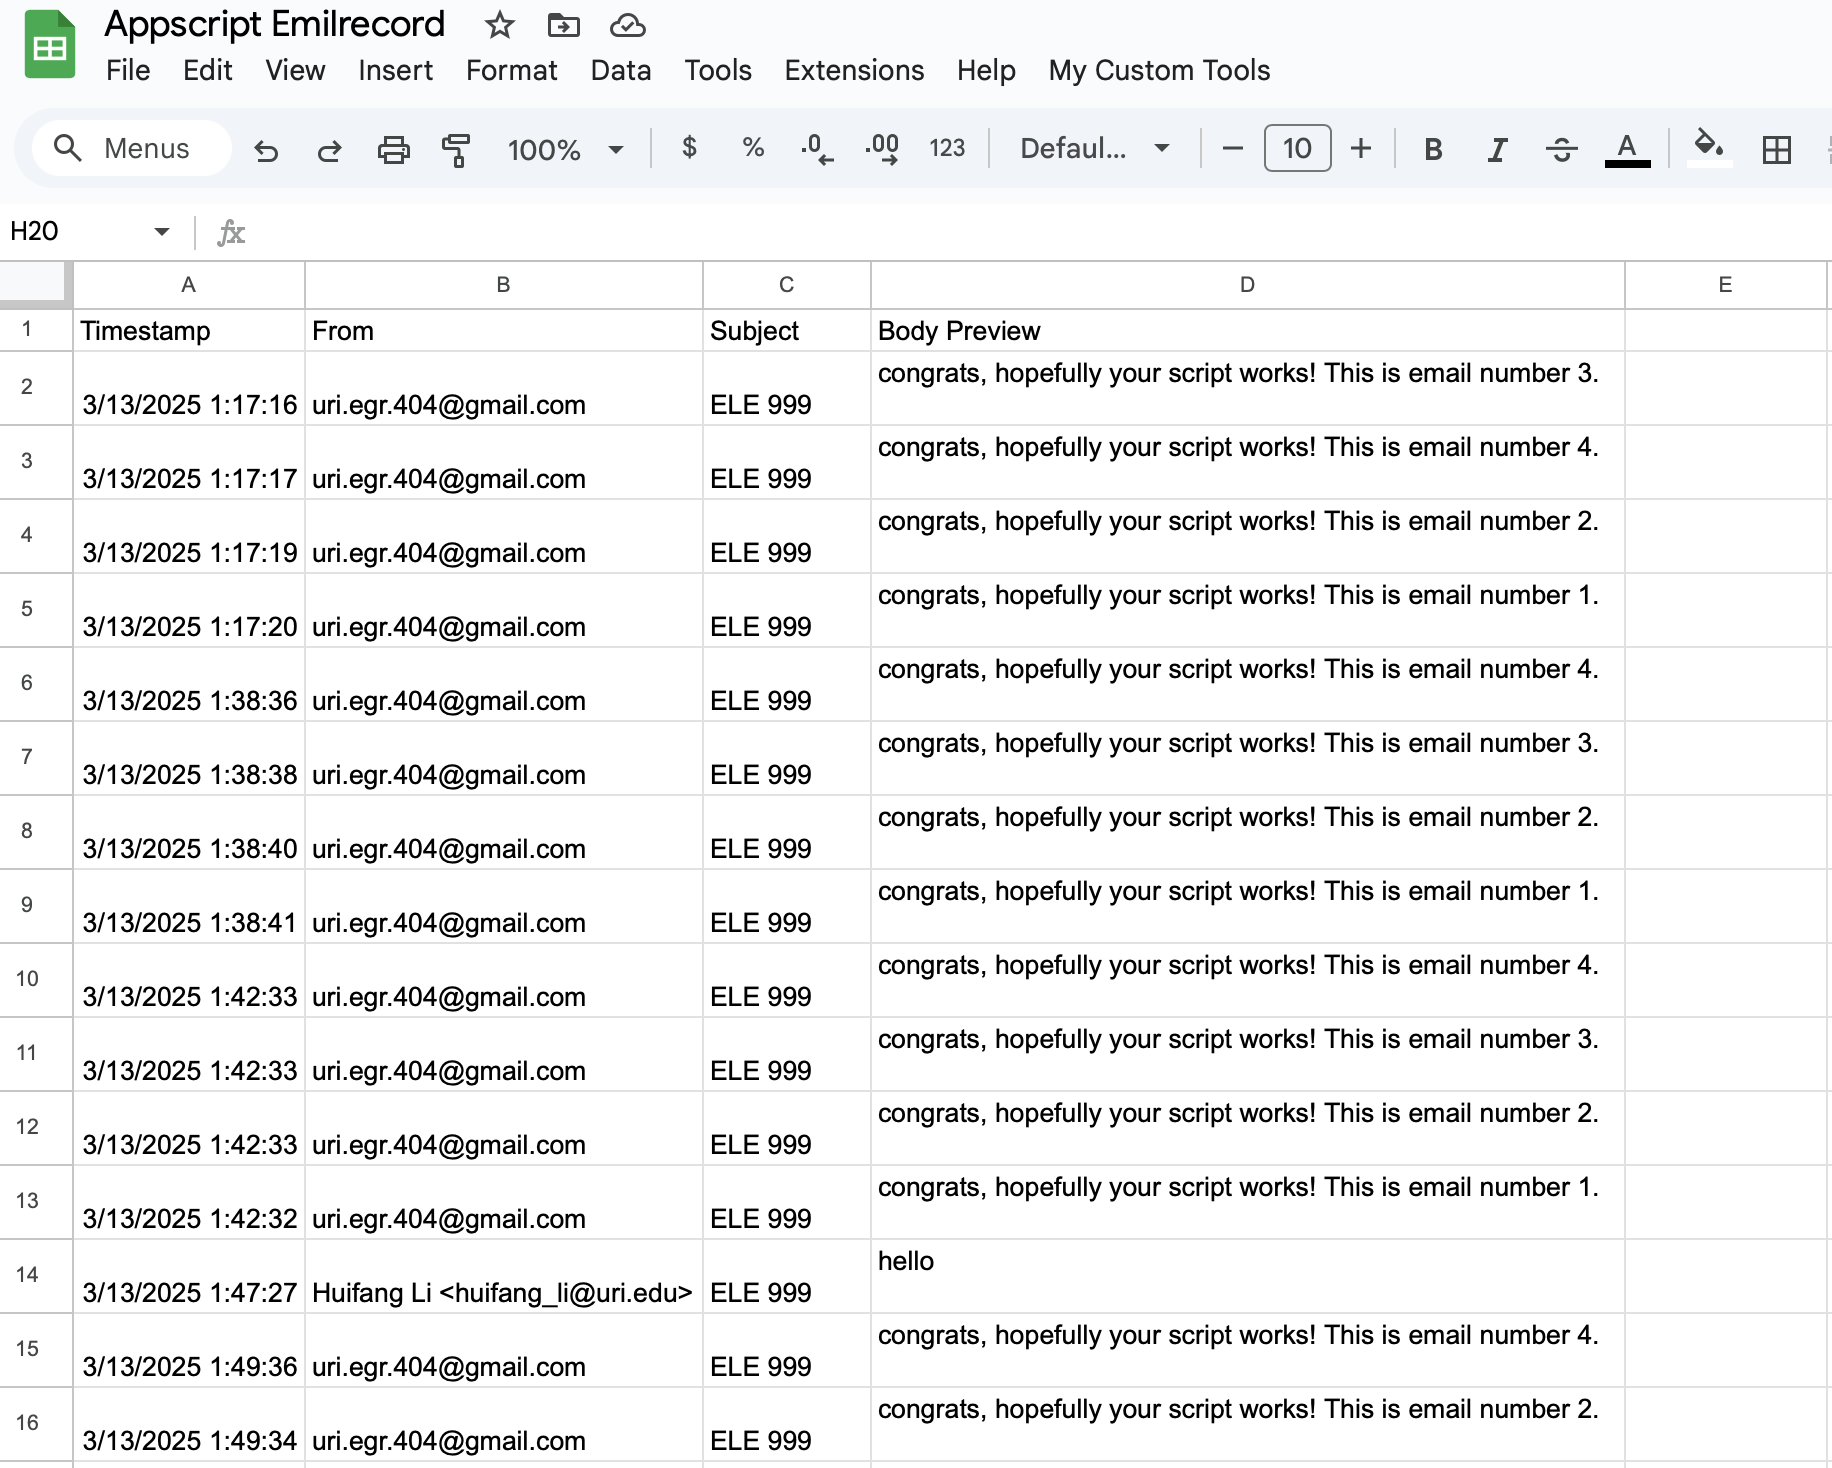 Appscript Emilrecord
File Edit View Insert Format Data Tools Extensions Help My Custom Tools
Menus 100% $ % .0 .00 123 Defaul... 10 B I S A
H20 fx
A B C D E
1 Timestamp From Subject Body Preview
2 3/13/2025 1:17:16 uri.egr.404@gmail.com ELE 999 congrats, hopefully your script works! This is email number 3.
3 3/13/2025 1:17:17 uri.egr.404@gmail.com ELE 999 congrats, hopefully your script works! This is email number 4.
4 3/13/2025 1:17:19 uri.egr.404@gmail.com ELE 999 congrats, hopefully your script works! This is email number 2.
5 3/13/2025 1:17:20 uri.egr.404@gmail.com ELE 999 congrats, hopefully your script works! This is email number 1.
6 3/13/2025 1:38:36 uri.egr.404@gmail.com ELE 999 congrats, hopefully your script works! This is email number 4.
7 3/13/2025 1:38:38 uri.egr.404@gmail.com ELE 999 congrats, hopefully your script works! This is email number 3.
8 3/13/2025 1:38:40 uri.egr.404@gmail.com ELE 999 congrats, hopefully your script works! This is email number 2.
9 3/13/2025 1:38:41 uri.egr.404@gmail.com ELE 999 congrats, hopefully your script works! This is email number 1.
10 3/13/2025 1:42:33 uri.egr.404@gmail.com ELE 999 congrats, hopefully your script works! This is email number 4.
11 3/13/2025 1:42:33 uri.egr.404@gmail.com ELE 999 congrats, hopefully your script works! This is email number 3.
12 3/13/2025 1:42:33 uri.egr.404@gmail.com ELE 999 congrats, hopefully your script works! This is email number 2.
13 3/13/2025 1:42:32 uri.egr.404@gmail.com ELE 999 congrats, hopefully your script works! This is email number 1.
14 3/13/2025 1:47:27 Huifang Li <huifang_li@uri.edu> ELE 999 hello
15 3/13/2025 1:49:36 uri.egr.404@gmail.com ELE 999 congrats, hopefully your script works! This is email number 4.
16 3/13/2025 1:49:34 uri.egr.404@gmail.com ELE 999 congrats, hopefully your script works! This is email number 2.